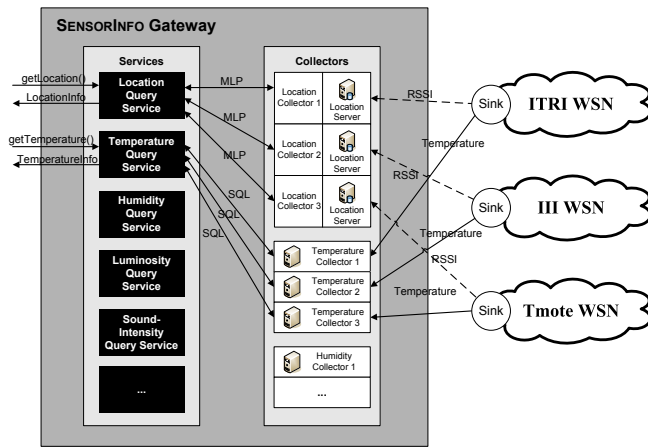 SENSORINFO Gateway
Services
Collectors
getLocation()
LocationInfo
Location
Query
Service
getTemperature()
TemperatureInfo
Temperature
Query
Service
Humidity
Query
Service
Luminosity
Query
Service
Sound-
Intensity
Query Service
...
MLP
MLP
MLP
SQL
SQL
SQL
Location
Collector 1
Location
Server
Location
Collector 2
Location
Server
Location
Collector 3
Location
Server
Temperature
Collector 1
Temperature
Collector 2
Temperature
Collector 3
Humidity
Collector 1
...
RSSI
Temperature
RSSI
Temperature
RSSI
Temperature
Sink
ITRI WSN
Sink
III WSN
Sink
Tmote WSN